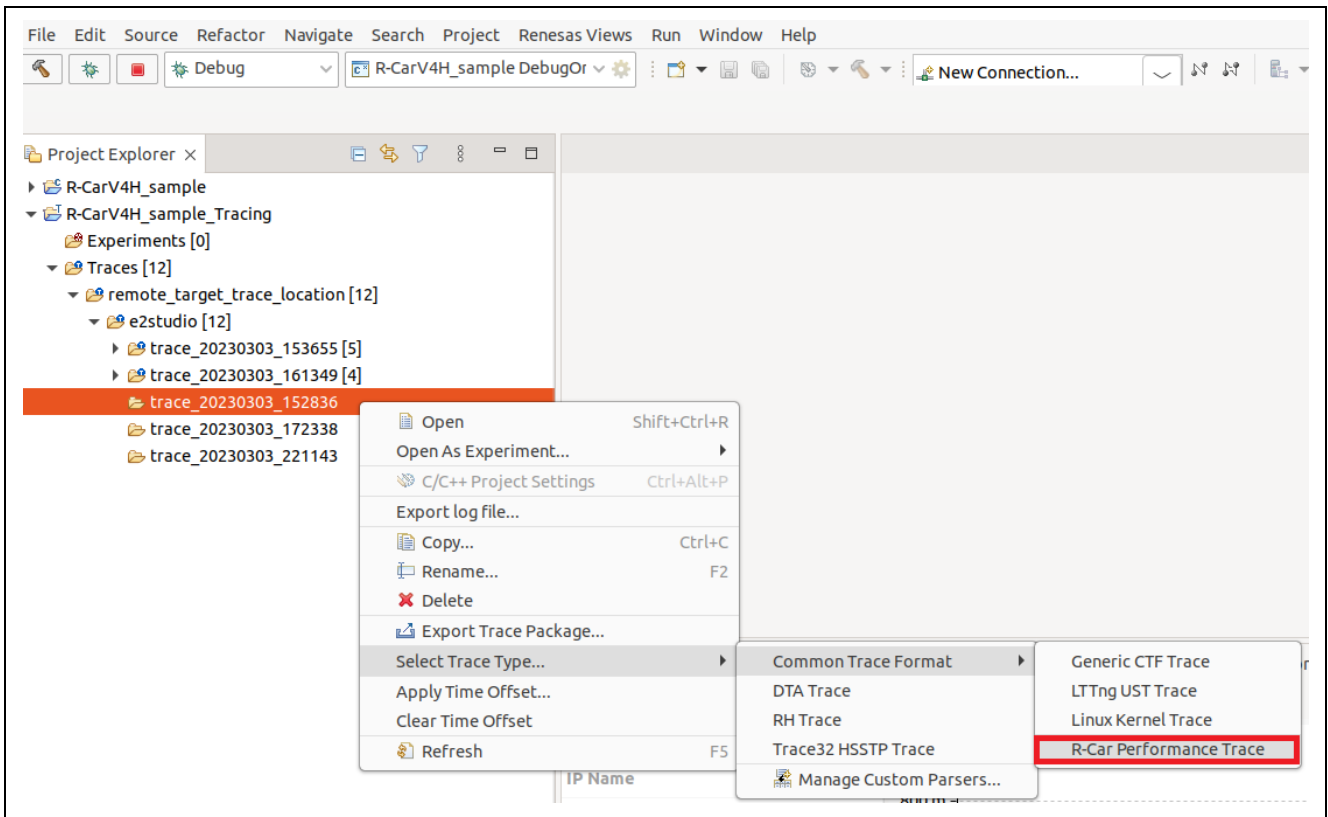 File Edit Source Refactor Navigate Search Project Renesas Views Run Window Help
Debug R-CarV4H_sample DebugOr New Connection...
Project Explorer
R-CarV4H_sample
R-CarV4H_sample_Tracing
Experiments [0]
Traces [12]
remote_target_trace_location [12]
e2studio [12]
trace_20230303_153655 [5]
trace_20230303_161349 [4]
trace_20230303_152836
trace_20230303_172338
trace_20230303_221143
Open Shift+Ctrl+R
Open As Experiment...
C/C++ Project Settings Ctrl+Alt+P
Export log file...
Copy... Ctrl+C
Rename... F2
Delete
Export Trace Package...
Select Trace Type...
Apply Time Offset...
Clear Time Offset
Refresh F5
Common Trace Format
DTA Trace
RH Trace
Trace32 HSSTP Trace
Manage Custom Parsers...
Generic CTF Trace
LTTng UST Trace
Linux Kernel Trace
R-Car Performance Trace
IP Name